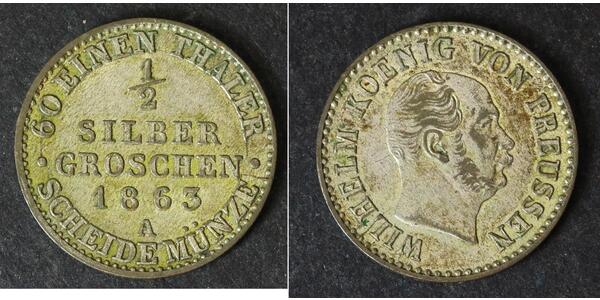 60 EINEN THALER
1/2
SILBER
GROSCHEN
1863
A
SCHEIDEMÜNZE
WILHELM KOENIG VON PREUSSEN